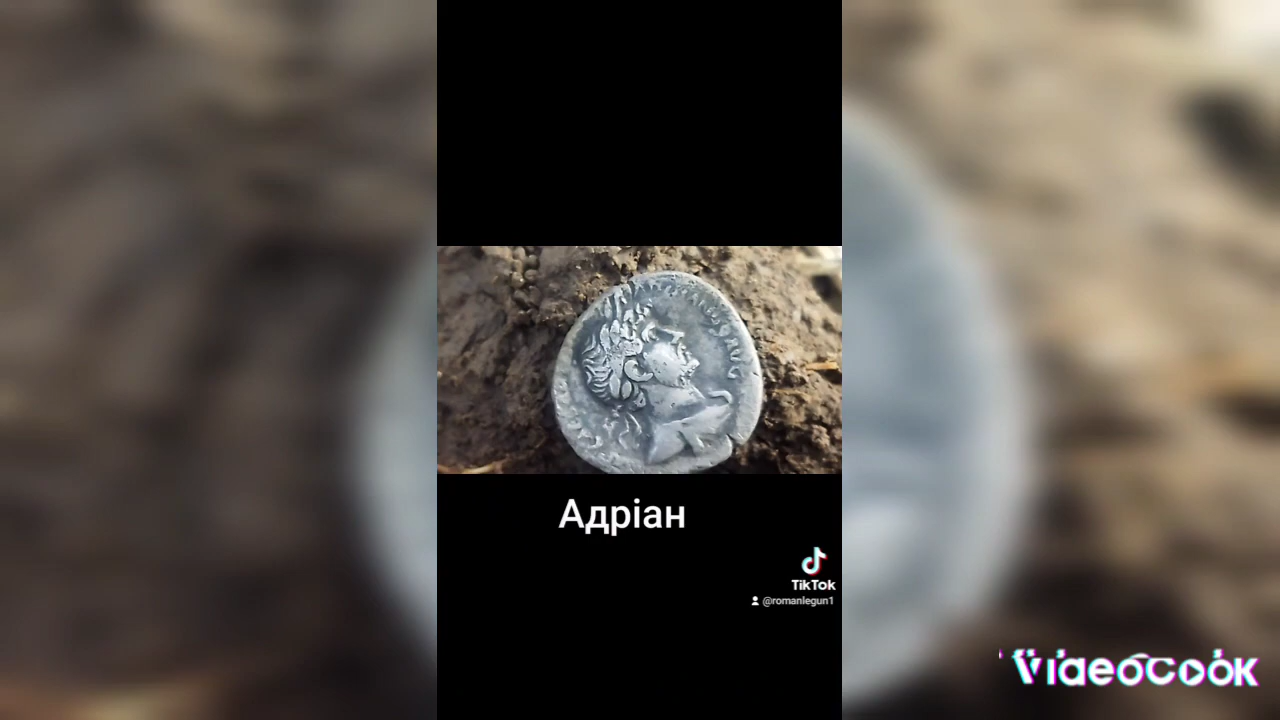 Адріан
TikTok
@romanlegun1
VideoCook